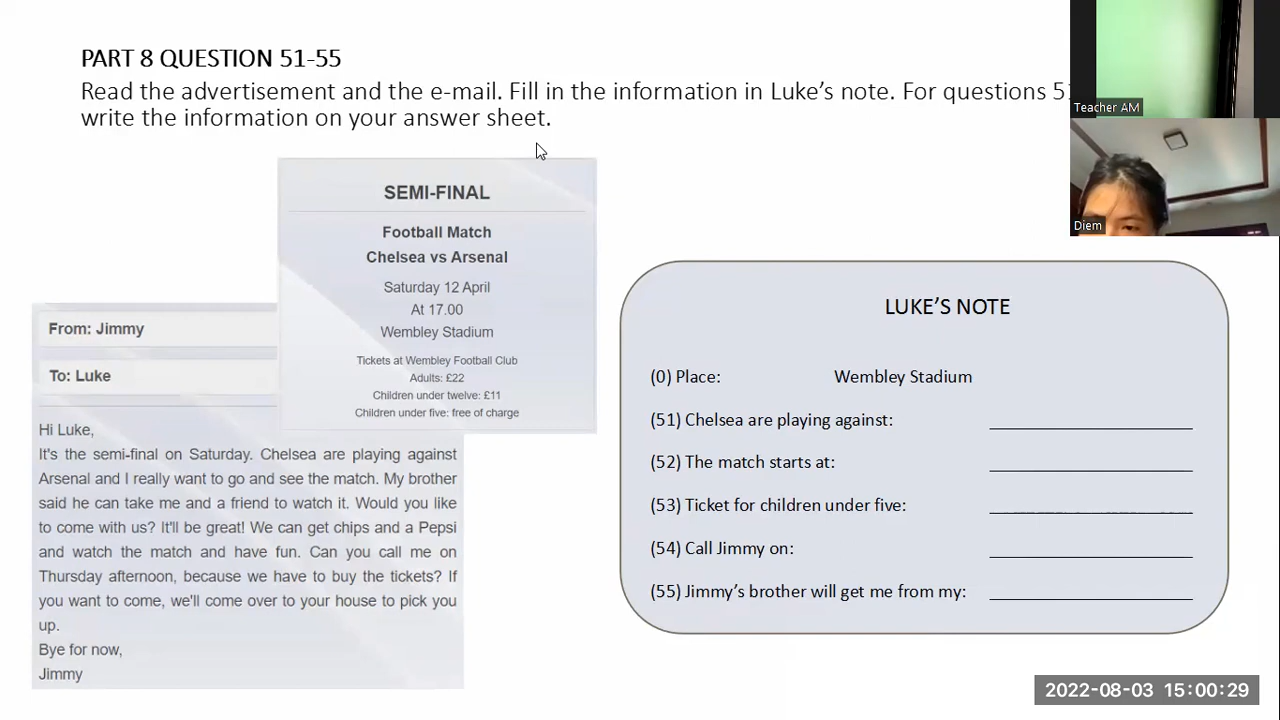 PART 8 QUESTION 51-55
Read the advertisement and the e-mail. Fill in the information in Luke's note. For questions 5
write the information on your answer sheet.
Teacher AM
Diem
SEMI-FINAL
Football Match
Chelsea vs Arsenal
Saturday 12 April
At 17.00
Wembley Stadium
Tickets at Wembley Football Club
Adults: £22
Children under twelve: £11
Children under five: free of charge
From: Jimmy
To: Luke
Hi Luke,
It's the semi-final on Saturday. Chelsea are playing against
Arsenal and I really want to go and see the match. My brother
said he can take me and a friend to watch it. Would you like
to come with us? It'll be great! We can get chips and a Pepsi
and watch the match and have fun. Can you call me on
Thursday afternoon, because we have to buy the tickets? If
you want to come, we'll come over to your house to pick you
up.
Bye for now,
Jimmy
LUKE'S NOTE
(0) Place: Wembley Stadium
(51) Chelsea are playing against:
(52) The match starts at:
(53) Ticket for children under five:
(54) Call Jimmy on:
(55) Jimmy's brother will get me from my:
2022-08-03 15:00:29